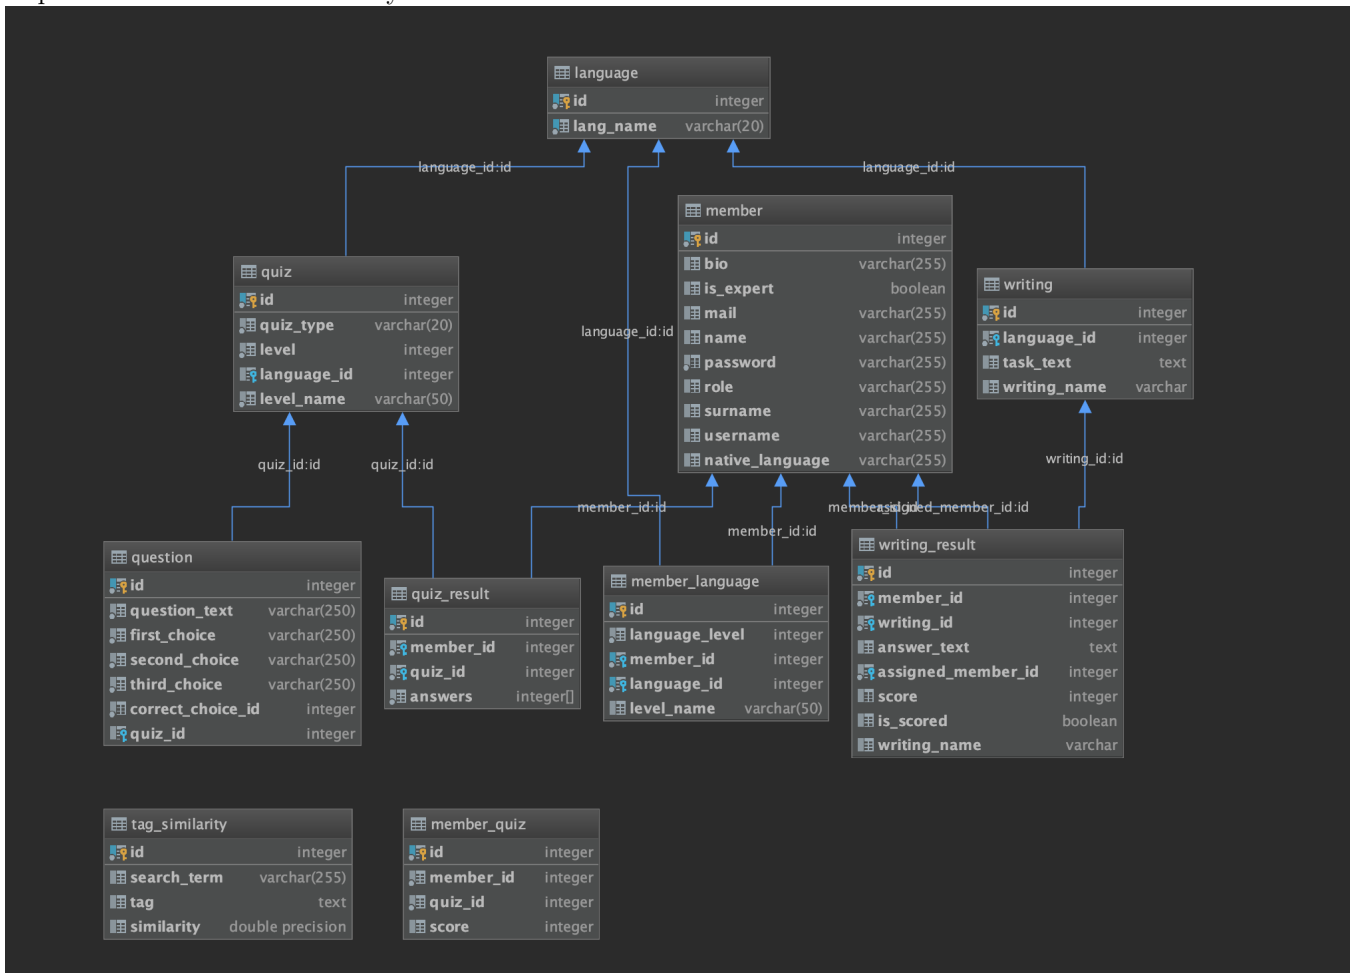 language
id integer
lang_name varchar(20)
language_id:id
language_id:id
member
id integer
bio varchar(255)
is_expert boolean
mail varchar(255)
name varchar(255)
password varchar(255)
role varchar(255)
surname varchar(255)
username varchar(255)
native_language varchar(255)
quiz
id integer
quiz_type varchar(20)
level integer
language_id integer
level_name varchar(50)
writing
id integer
language_id integer
task_text text
writing_name varchar
language_id:id
quiz_id:id
quiz_id:id
writing_id:id
member_id:id
member_id:id
assigned_member_id:id
member_id:id
question
id integer
question_text varchar(250)
first_choice varchar(250)
second_choice varchar(250)
third_choice varchar(250)
correct_choice_id integer
quiz_id integer
quiz_result
id integer
member_id integer
quiz_id integer
answers integer[]
member_language
id integer
language_level integer
member_id integer
language_id integer
level_name varchar(50)
writing_result
id integer
member_id integer
writing_id integer
answer_text text
assigned_member_id integer
score integer
is_scored boolean
writing_name varchar
tag_similarity
id integer
search_term varchar(255)
tag text
similarity double precision
member_quiz
id integer
member_id integer
quiz_id integer
score integer